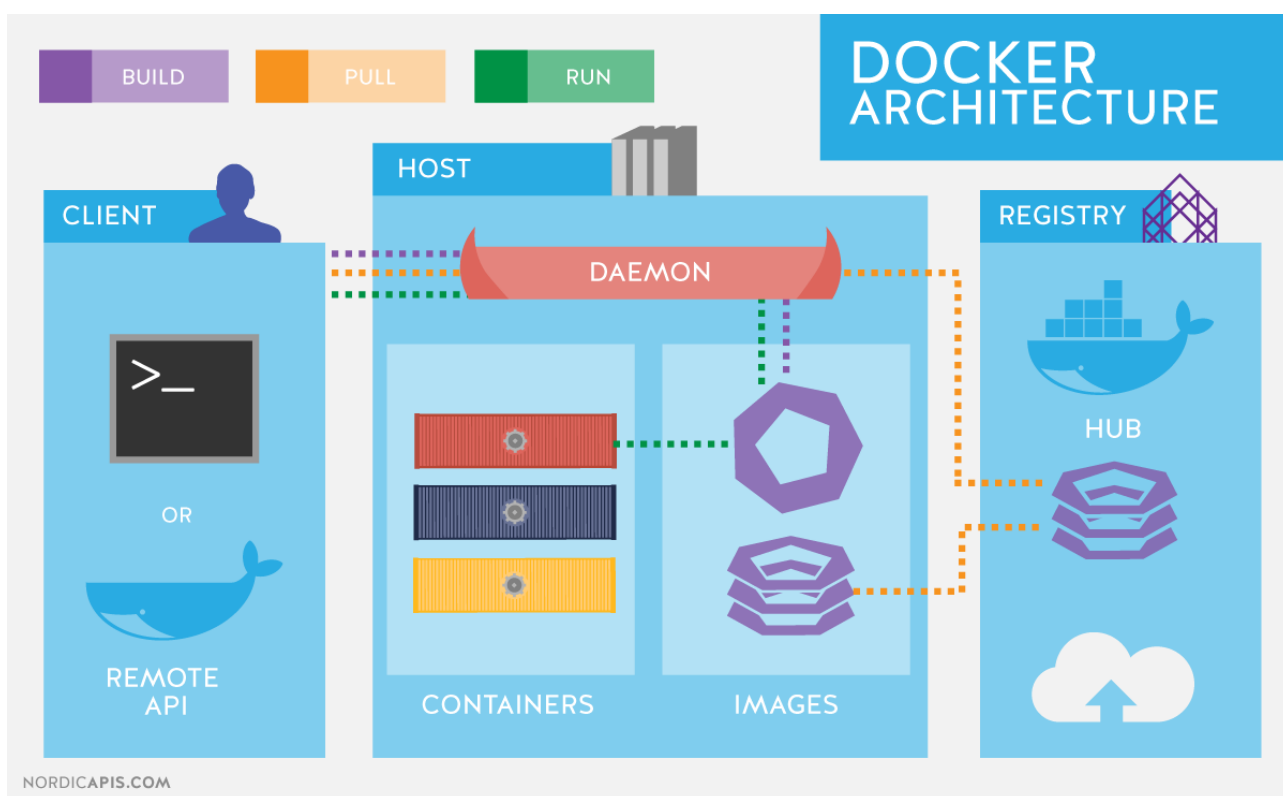 BUILD
PULL
RUN
DOCKER
ARCHITECTURE
HOST
CLIENT
REGISTRY
DAEMON
>_
HUB
OR
REMOTE
API
CONTAINERS
IMAGES
NORDICAPIS.COM